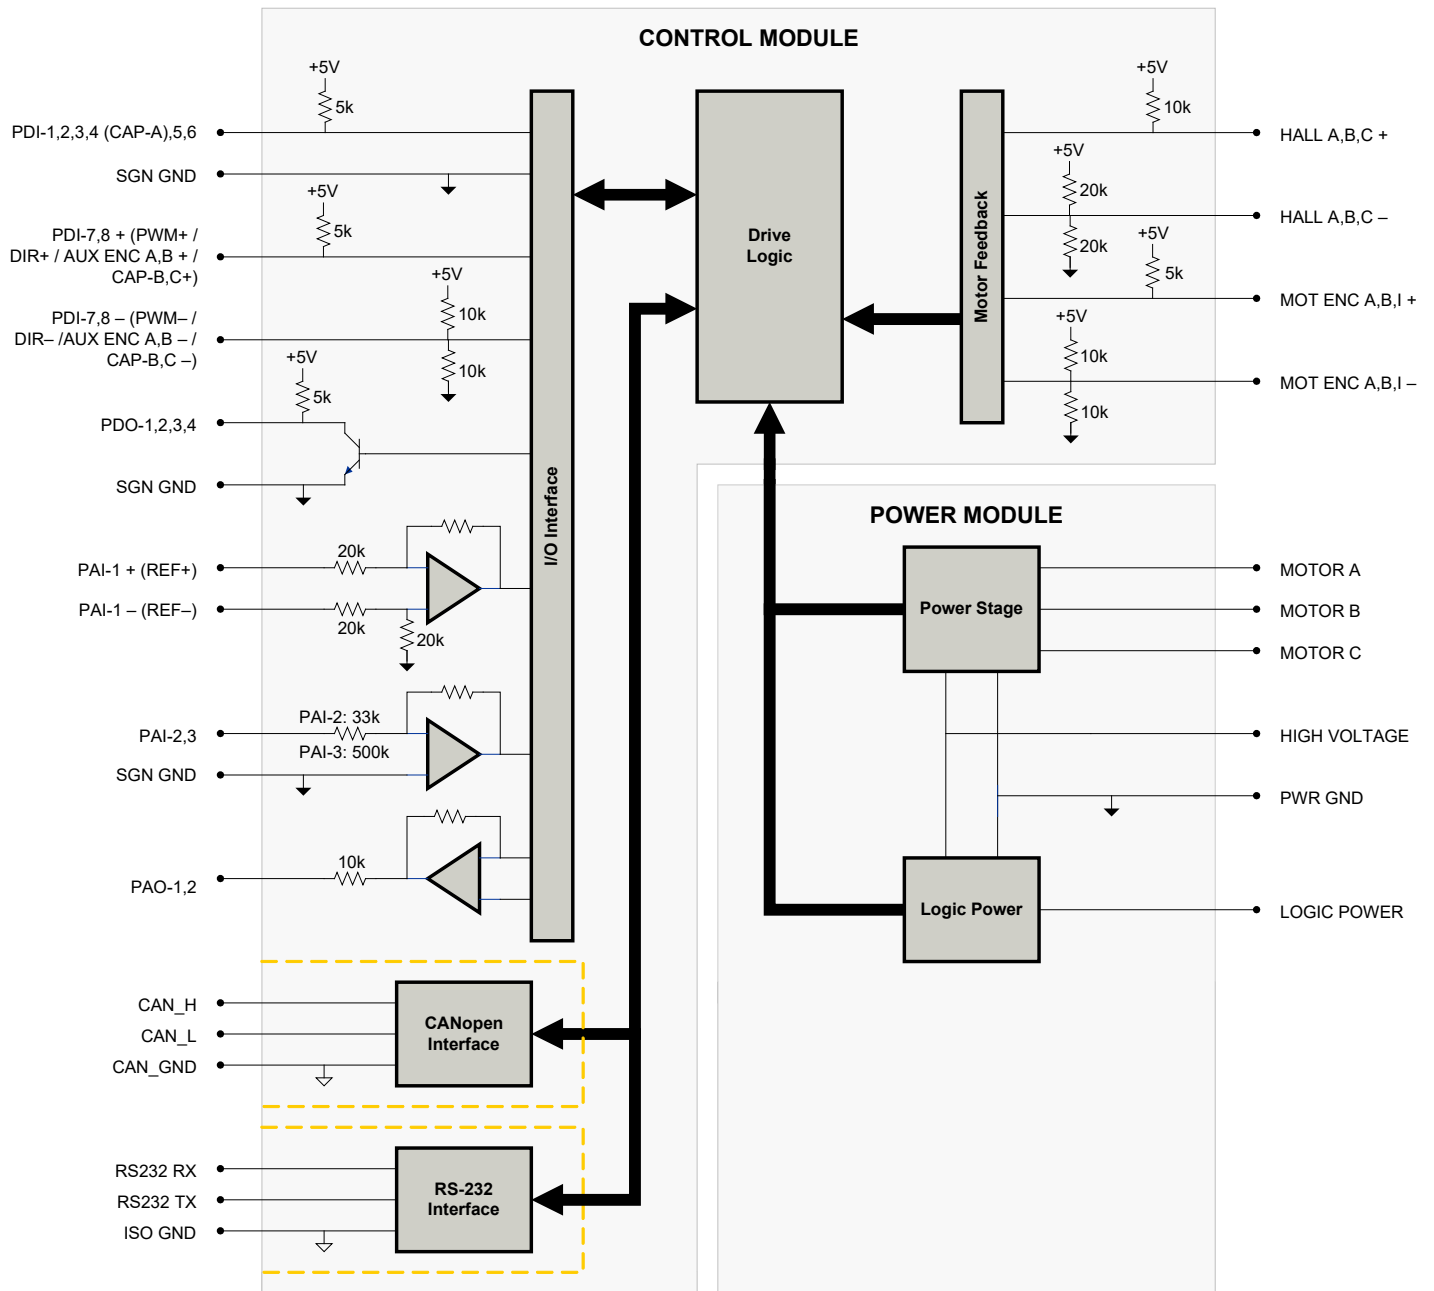 CONTROL MODULE
+5V
5k
PDI-1,2,3,4 (CAP-A),5,6
SGN GND
+5V
5k
PDI-7,8 + (PWM+ /
DIR+ / AUX ENC A,B + /
CAP-B,C+)
+5V
10k
PDI-7,8 – (PWM– /
DIR– /AUX ENC A,B – /
CAP-B,C –)
10k
+5V
5k
PDO-1,2,3,4
SGN GND
20k
PAI-1 + (REF+)
PAI-1 – (REF–)
20k
20k
PAI-2: 33k
PAI-2,3
PAI-3: 500k
SGN GND
10k
PAO-1,2
I/O Interface
CAN_H
CAN_L
CAN_GND
CANopen
Interface
RS232 RX
RS232 TX
ISO GND
RS-232
Interface
Drive
Logic
Motor Feedback
+5V
10k
HALL A,B,C +
+5V
20k
HALL A,B,C –
20k
+5V
5k
MOT ENC A,B,I +
+5V
10k
MOT ENC A,B,I –
10k
POWER MODULE
Power Stage
MOTOR A
MOTOR B
MOTOR C
HIGH VOLTAGE
PWR GND
Logic Power
LOGIC POWER